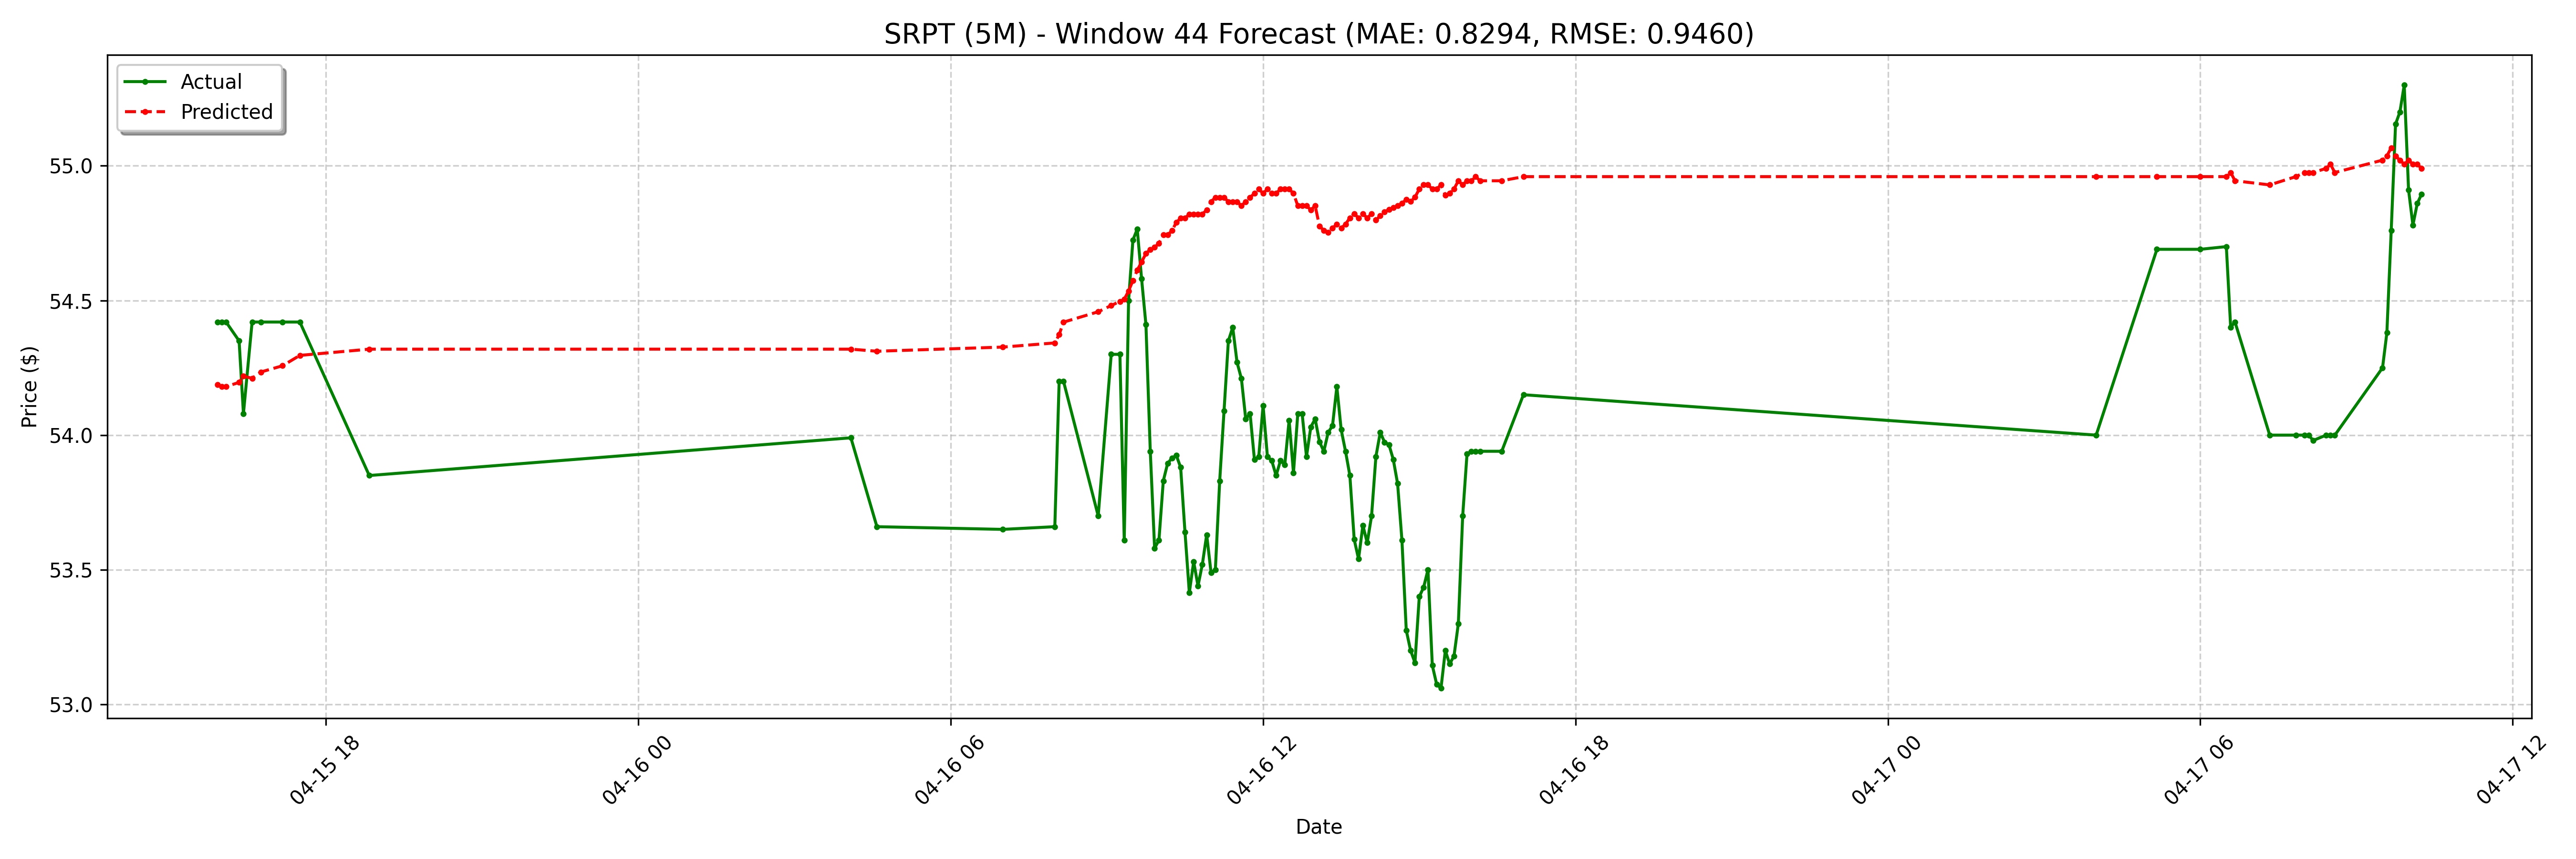 SRPT (5M) - Window 44 Forecast (MAE: 0.8294, RMSE: 0.9460)
Actual
Predicted
Price ($)
55.0
54.5
54.0
53.5
53.0
04-15 18
04-16 00
04-16 06
04-16 12
04-16 18
04-17 00
04-17 06
04-17 12
Date